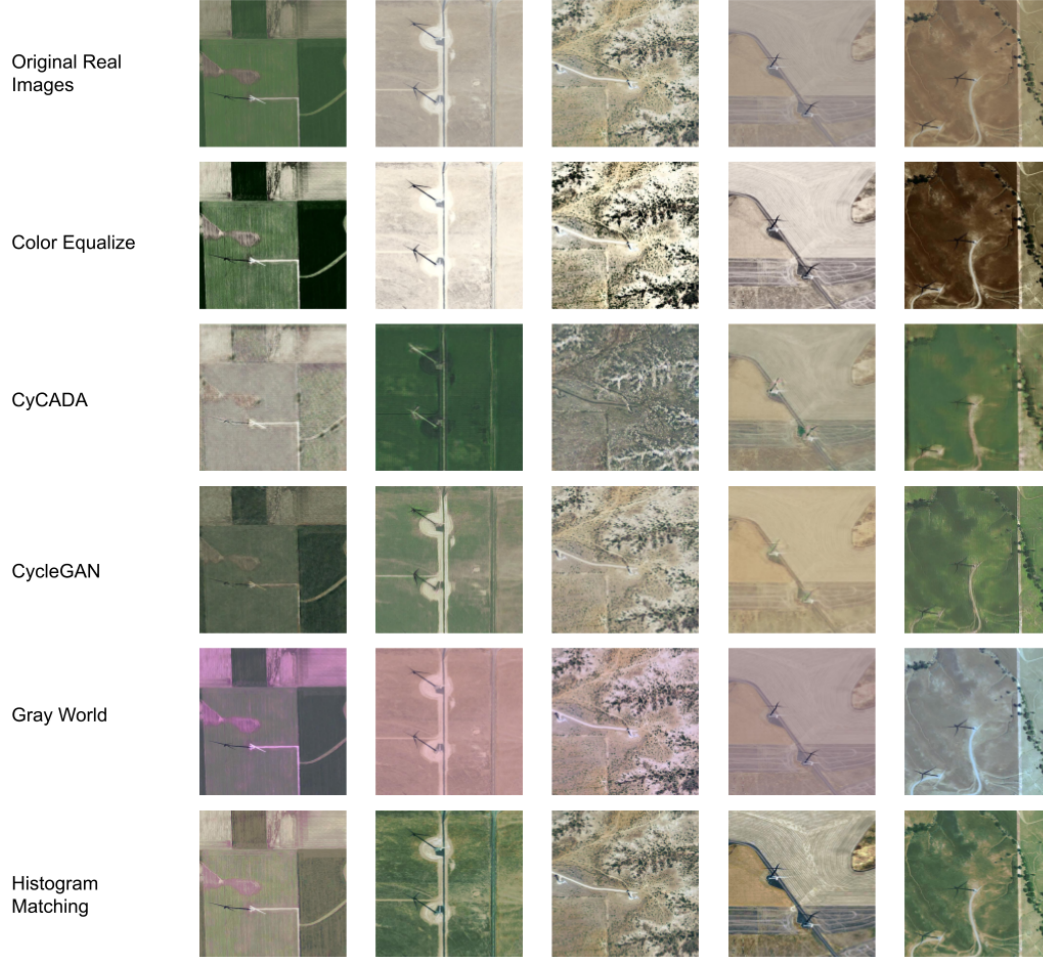 Original Real
Images
Color Equalize
CyCADA
CycleGAN
Gray World
Histogram
Matching